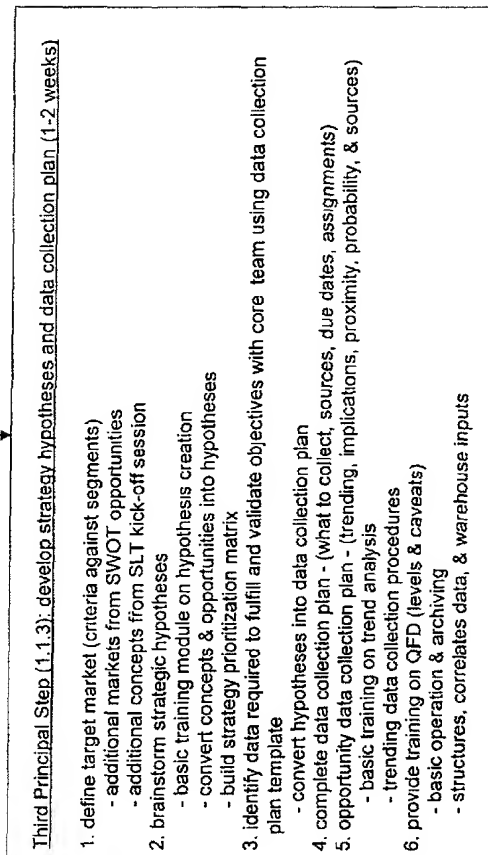 Third Principal Step (1.1.3): develop strategy hypotheses and data collection plan (1-2 weeks)
1. define target market (criteria against segments)
- additional markets from SWOT opportunities
- additional concepts from SLT kick-off session
2. brainstorm strategic hypotheses
- basic training module on hypothesis creation
- convert concepts & opportunities into hypotheses
- build strategy prioritization matrix
3. identify data required to fulfill and validate objectives with core team using data collection
plan template
- convert hypotheses into data collection plan
4. complete data collection plan - (what to collect, sources, due dates, assignments)
5. opportunity data collection plan - (trending, implications, proximity, probability, & sources)
- basic training on trend analysis
- trending data collection procedures
6. provide training on QFD (levels & caveats)
- basic operation & archiving
- structures, correlates data, & warehouse inputs